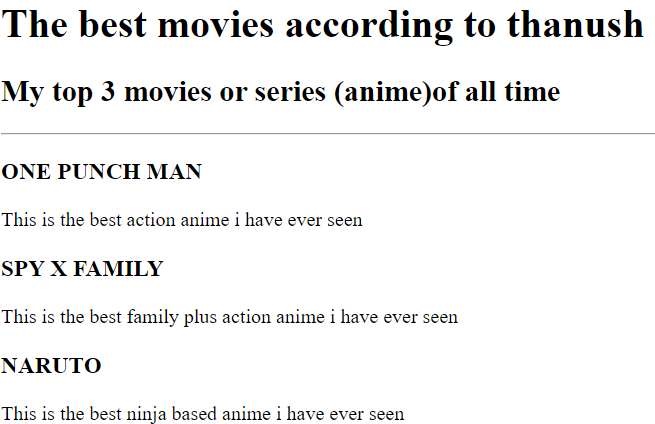 The best movies according to thanush
My top 3 movies or series (anime)of all time
ONE PUNCH MAN
This is the best action anime i have ever seen
SPY X FAMILY
This is the best family plus action anime i have ever seen
NARUTO
This is the best ninja based anime i have ever seen